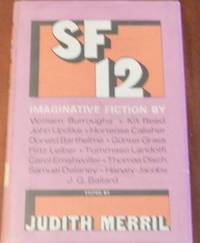 SF
12
IMAGINATIVE FICTION BY
William Burroughs • Kit Reed
John Updike • Hortense Calisher
Donald Barthelme • Günter Grass
Fritz Leiber • Tommaso Landolfi
Carol Emshwiller • Thomas Disch
Samuel Delaney • Harvey Jacobs
J. G. Ballard
EDITED BY
JUDITH MERRIL